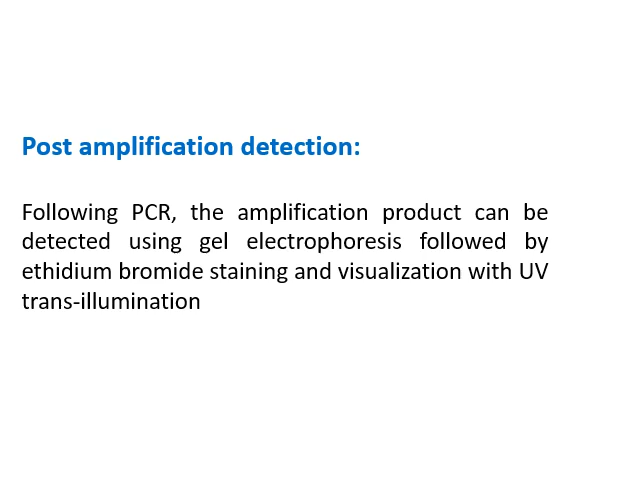 Post amplification detection:
Following PCR, the amplification product can be
detected using gel electrophoresis followed by
ethidium bromide staining and visualization with UV
trans-illumination